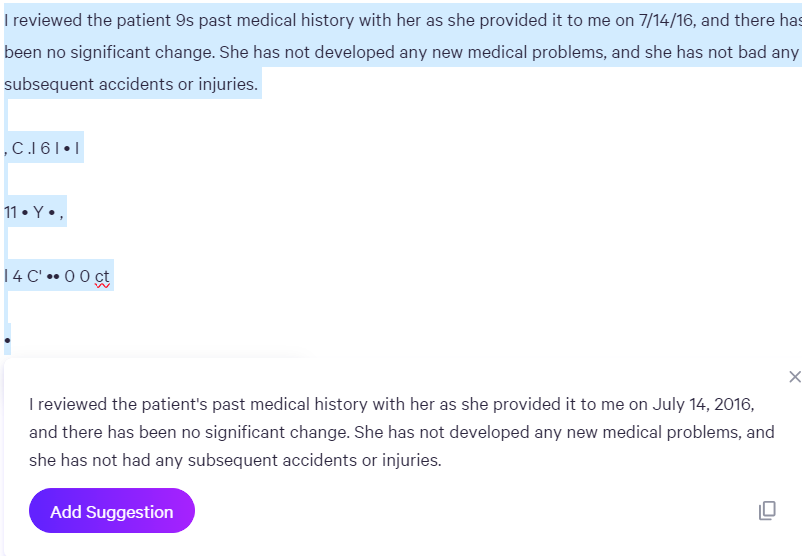 I reviewed the patient 9s past medical history with her as she provided it to me on 7/14/16, and there has
been no significant change. She has not developed any new medical problems, and she has not bad any
subsequent accidents or injuries.
, C .I 6 I • I
11 • Y • ,
I 4 C' •• 0 0 ct
•
I reviewed the patient's past medical history with her as she provided it to me on July 14, 2016,
and there has been no significant change. She has not developed any new medical problems, and
she has not had any subsequent accidents or injuries.
Add Suggestion